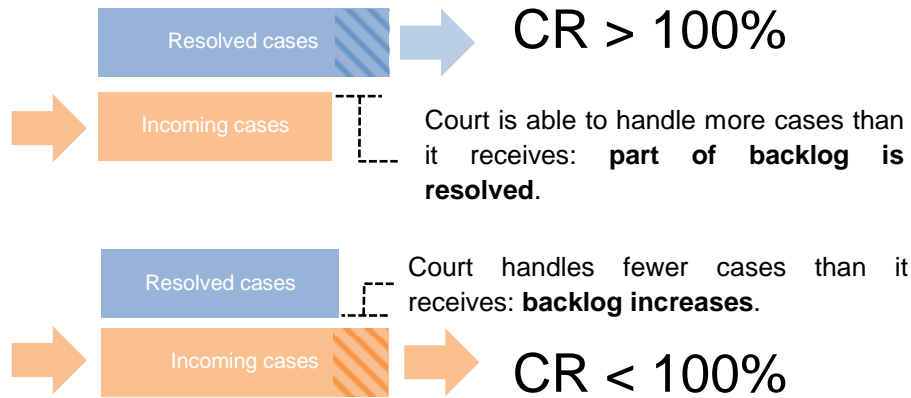 Resolved cases
CR > 100%
Incoming cases
Court is able to handle more cases than
it receives: part of backlog is
resolved.
Resolved cases
Court handles fewer cases than it
receives: backlog increases.
Incoming cases
CR < 100%